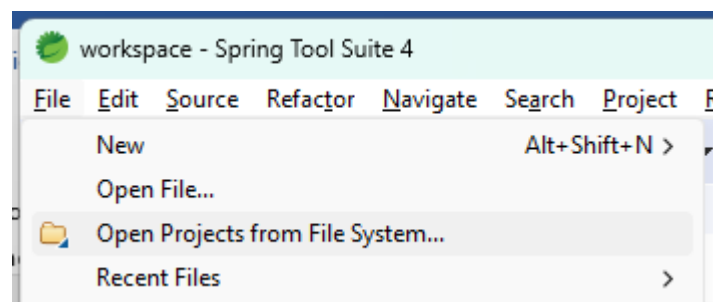 workspace - Spring Tool Suite 4
File Edit Source Refactor Navigate Search Project
New Alt+Shift+N >
Open File...
Open Projects from File System...
Recent Files >